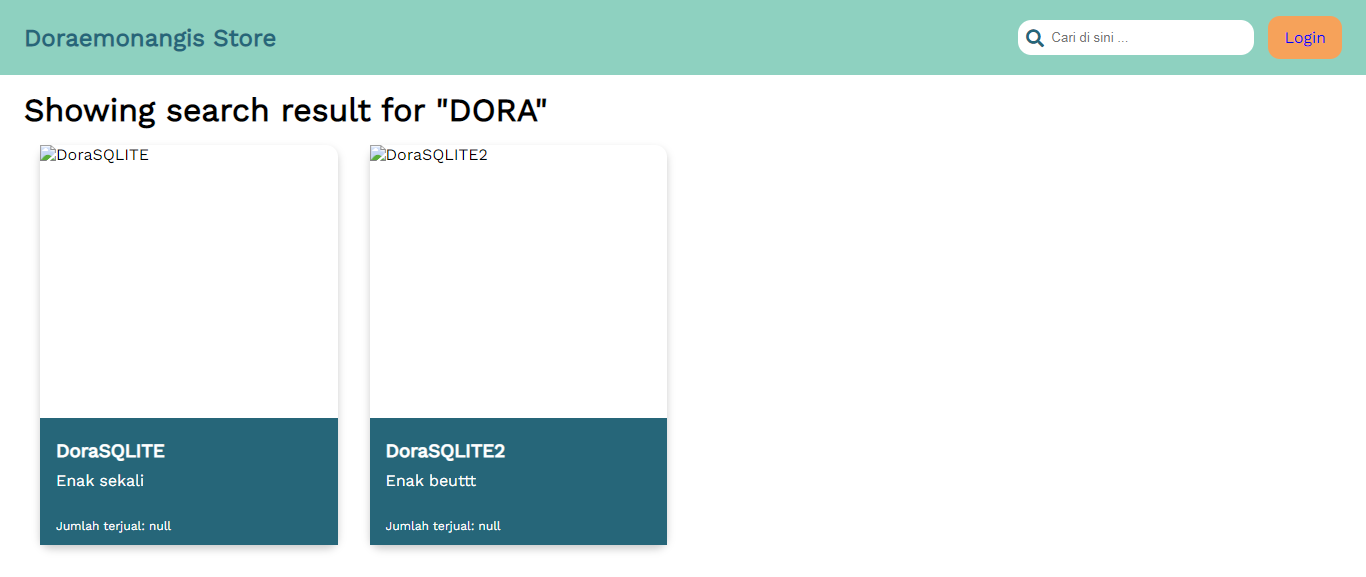 Doraemonangis Store
Cari di sini ...
Login
Showing search result for "DORA"
DoraSQLITE
DoraSQLITE2
DoraSQLITE
Enak sekali
Jumlah terjual: null
DoraSQLITE2
Enak beuttt
Jumlah terjual: null